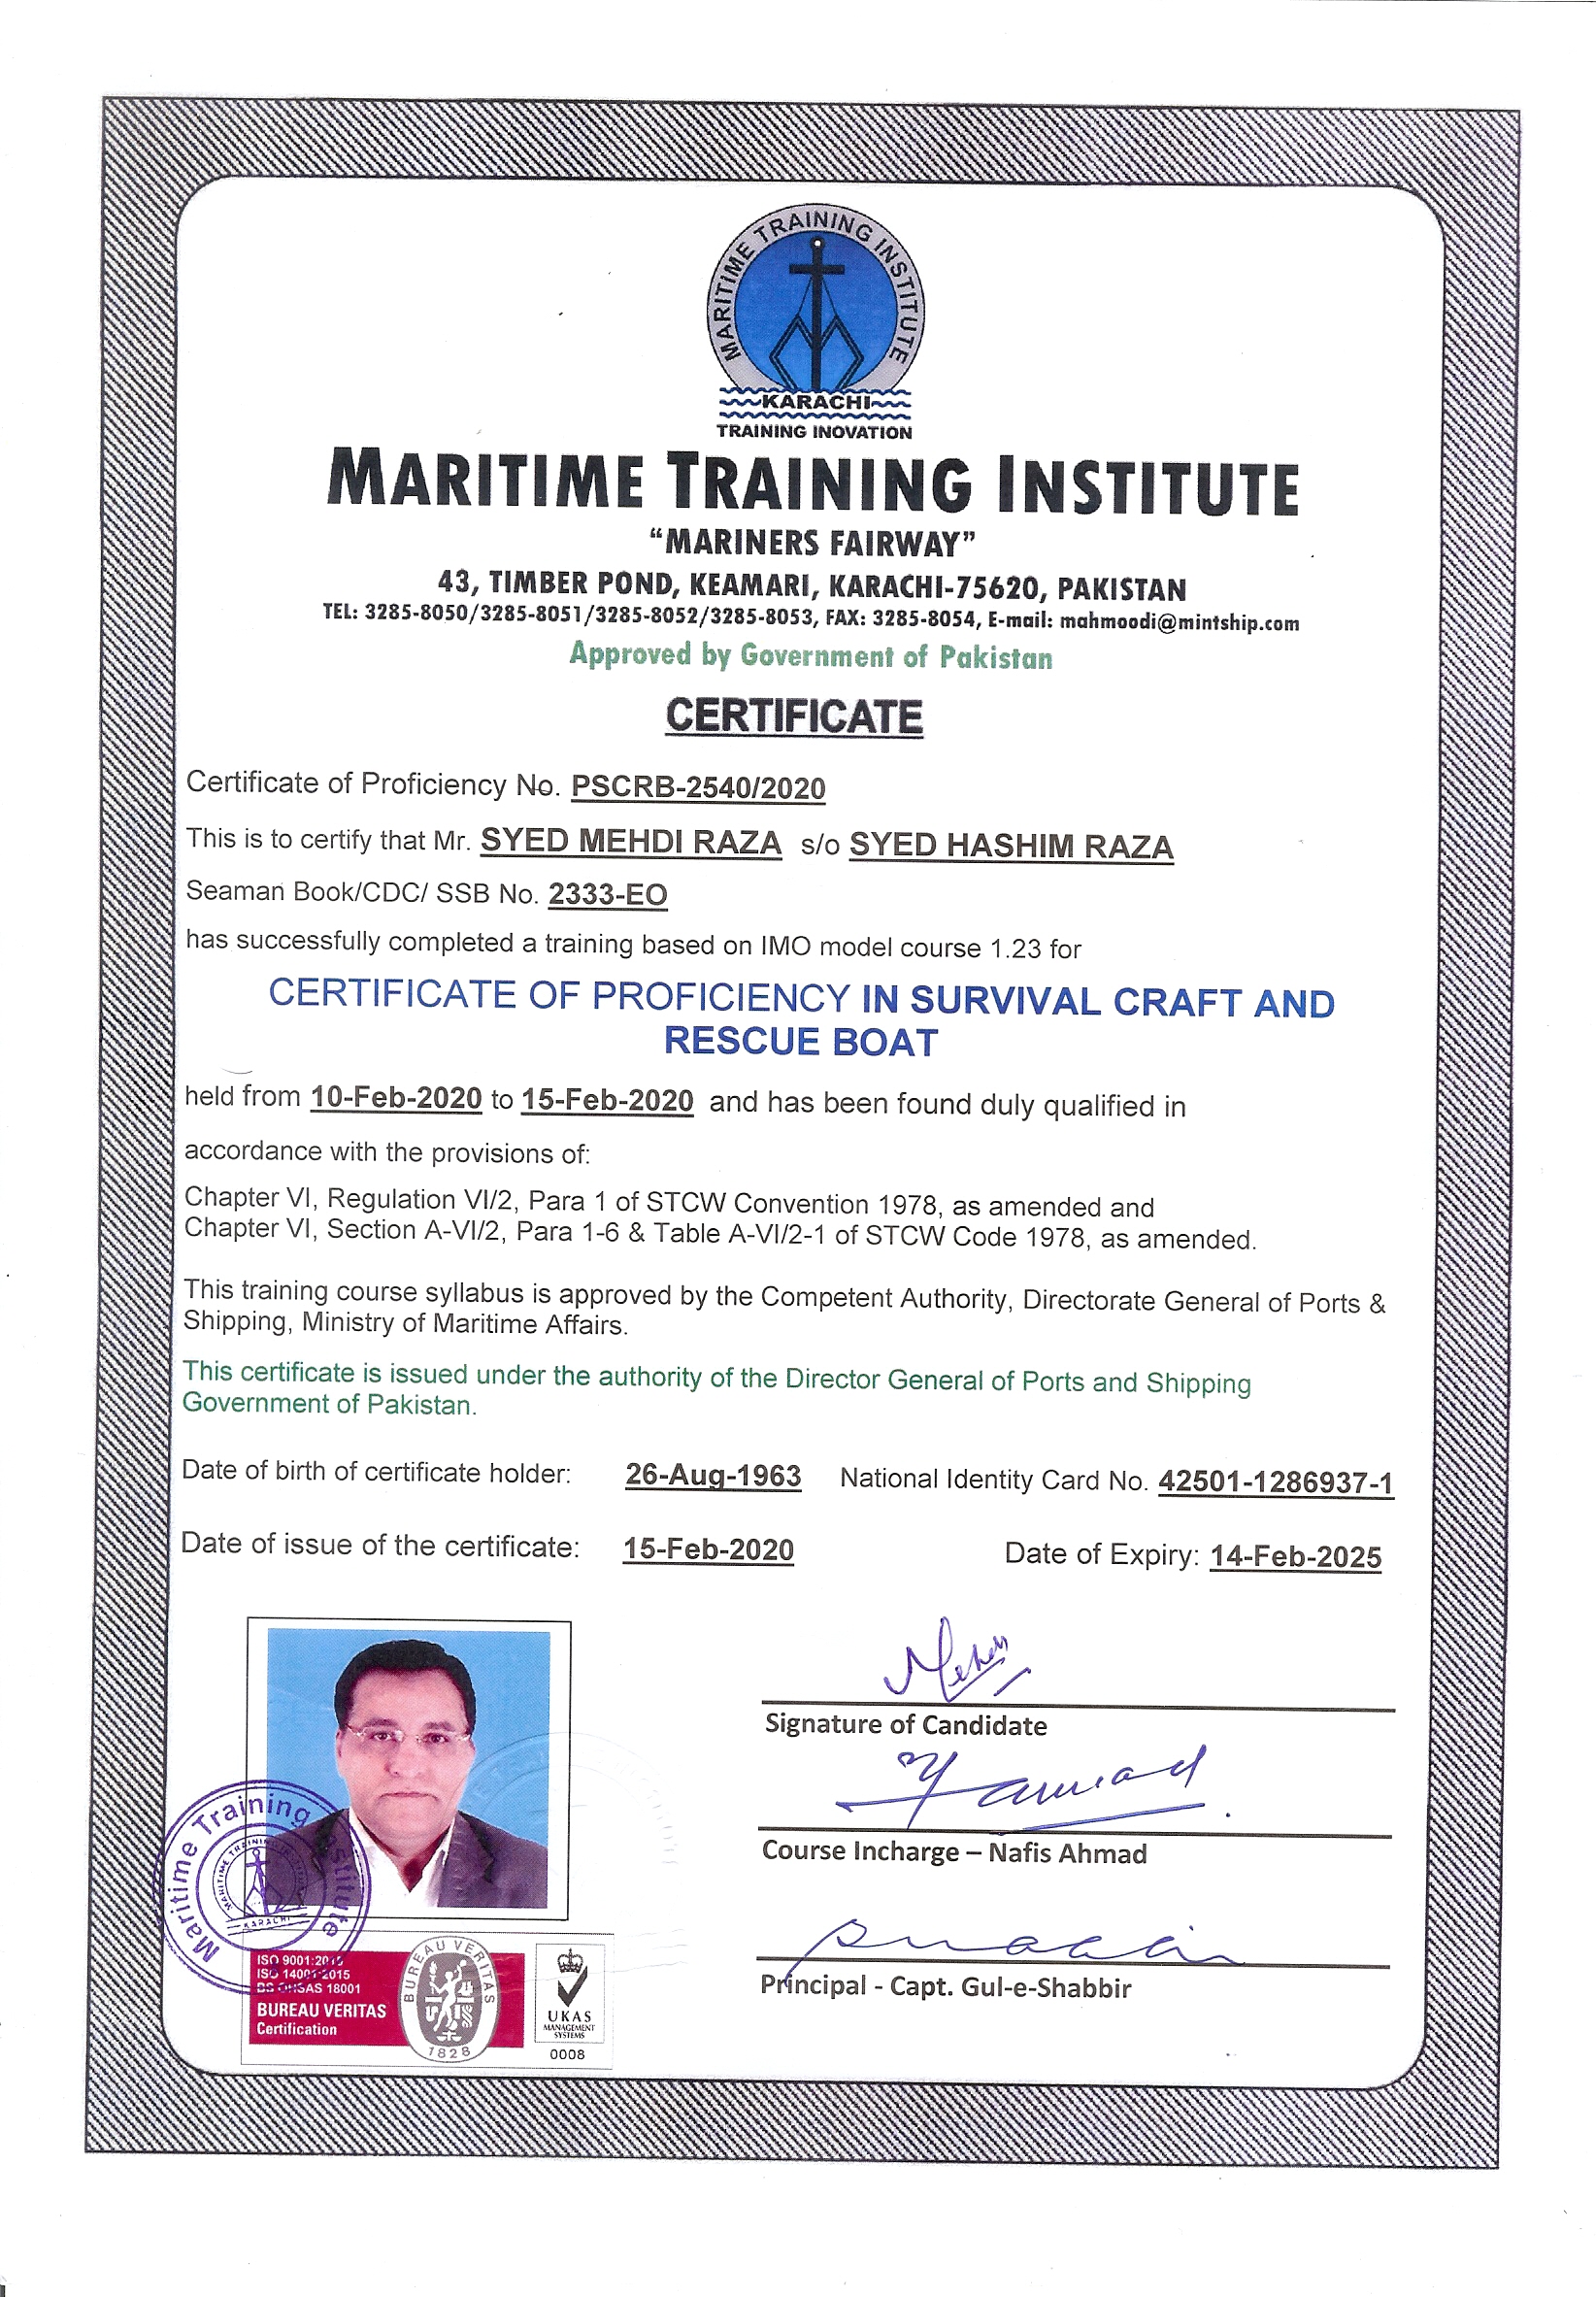 MARITIME TRAINING INSTITUTE
KARACHI
TRAINING INOVATION
MARITIME TRAINING INSTITUTE
“MARINERS FAIRWAY”
43, TIMBER POND, KEAMARI, KARACHI-75620, PAKISTAN
TEL: 3285-8050/3285-8051/3285-8052/3285-8053, FAX: 3285-8054, E-mail: mahmoodi@mintship.com
Approved by Government of Pakistan
CERTIFICATE
Certificate of Proficiency No. PSCRB-2540/2020
This is to certify that Mr. SYED MEHDI RAZA s/o SYED HASHIM RAZA
Seaman Book/CDC/ SSB No. 2333-EO
has successfully completed a training based on IMO model course 1.23 for
CERTIFICATE OF PROFICIENCY IN SURVIVAL CRAFT AND
RESCUE BOAT
held from 10-Feb-2020 to 15-Feb-2020 and has been found duly qualified in
accordance with the provisions of:
Chapter VI, Regulation VI/2, Para 1 of STCW Convention 1978, as amended and
Chapter VI, Section A-VI/2, Para 1-6 & Table A-VI/2-1 of STCW Code 1978, as amended.
This training course syllabus is approved by the Competent Authority, Directorate General of Ports &
Shipping, Ministry of Maritime Affairs.
This certificate is issued under the authority of the Director General of Ports and Shipping
Government of Pakistan.
Date of birth of certificate holder: 26-Aug-1963 National Identity Card No. 42501-1286937-1
Date of issue of the certificate: 15-Feb-2020 Date of Expiry: 14-Feb-2025
Signature of Candidate
Course Incharge – Nafis Ahmad
Principal - Capt. Gul-e-Shabbir
Maritime Training Institute
MARITIME TRAINING
KARACHI
ISO 9001:2015
ISO 14001:2015
BS OHSAS 18001
BUREAU VERITAS
Certification
BUREAU VERITAS
1828
UKAS
MANAGEMENT
SYSTEMS
0008